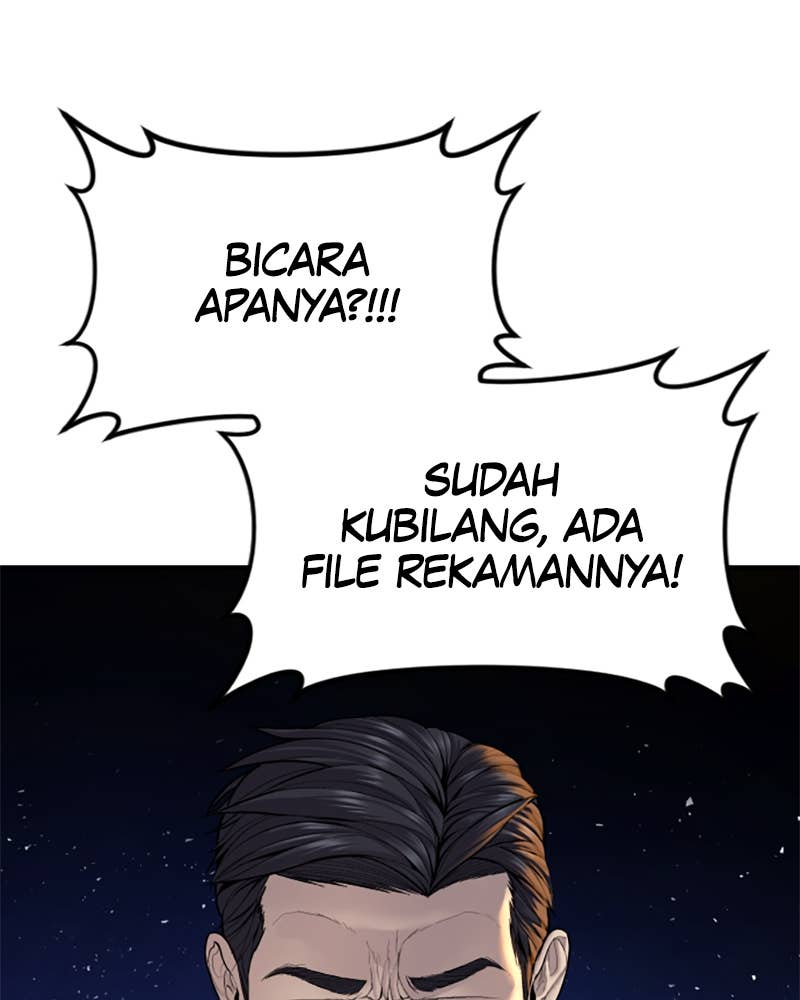 BICARA
APANYA?!!!
SUDAH
KUBILANG, ADA
FILE REKAMANNYA!